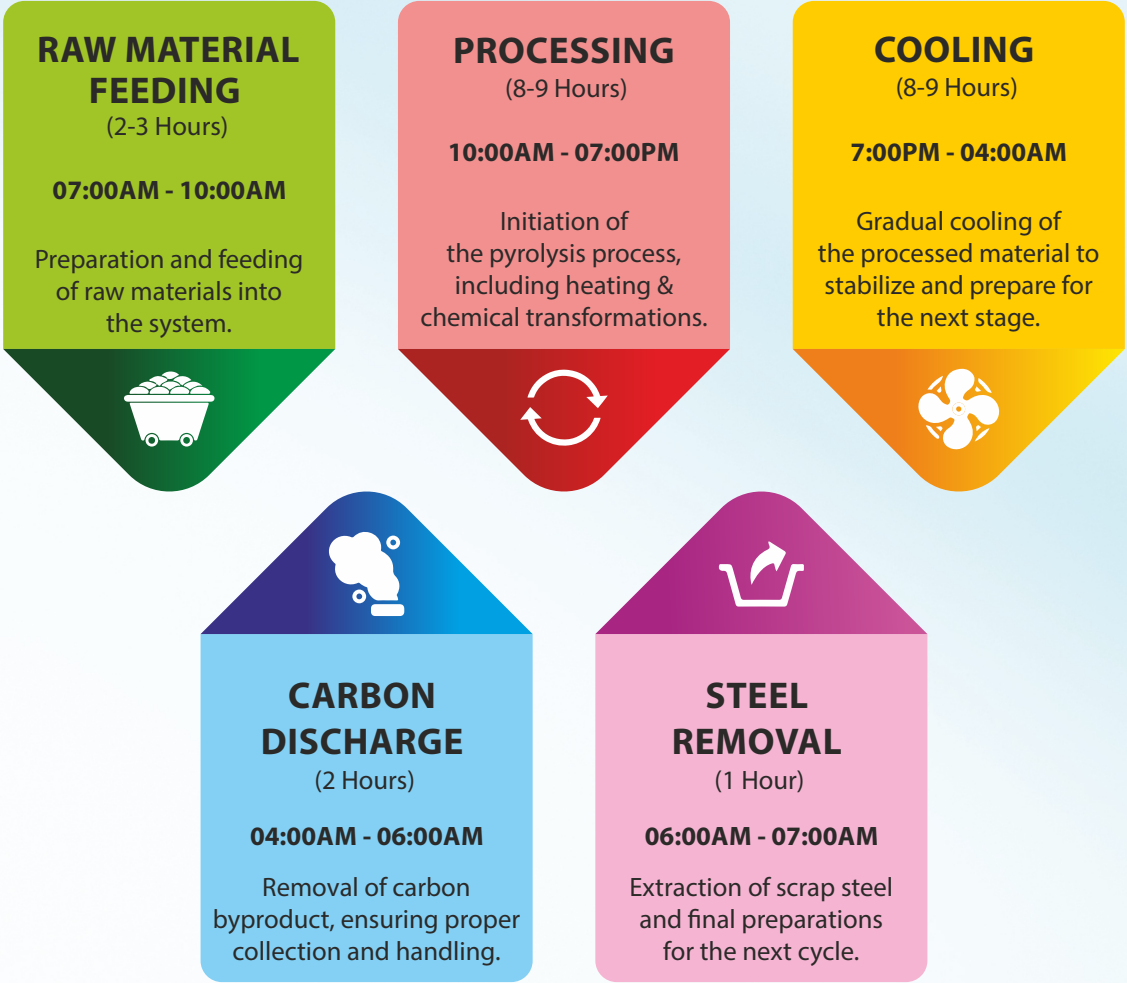 RAW MATERIAL
FEEDING
(2-3 Hours)
07:00AM - 10:00AM
Preparation and feeding
of raw materials into
the system.
PROCESSING
(8-9 Hours)
10:00AM - 07:00PM
Initiation of
the pyrolysis process,
including heating &
chemical transformations.
COOLING
(8-9 Hours)
7:00PM - 04:00AM
Gradual cooling of
the processed material to
stabilize and prepare for
the next stage.
CARBON
DISCHARGE
(2 Hours)
04:00AM - 06:00AM
Removal of carbon
byproduct, ensuring proper
collection and handling.
STEEL
REMOVAL
(1 Hour)
06:00AM - 07:00AM
Extraction of scrap steel
and final preparations
for the next cycle.